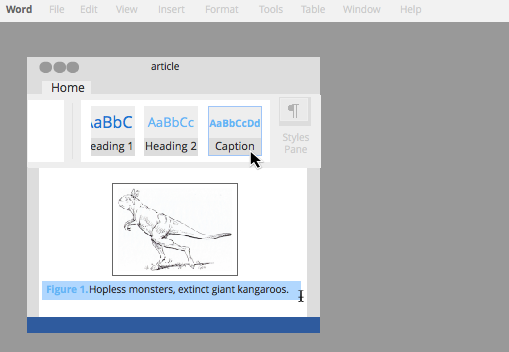 Word File Edit View Insert Format Tools Table Window Help
article
Home
AaBbC AaBbCc AaBbCcDd ¶
eading 1 Heading 2 Caption Styles
Pane
Figure 1. Hopless monsters, extinct giant kangaroos.